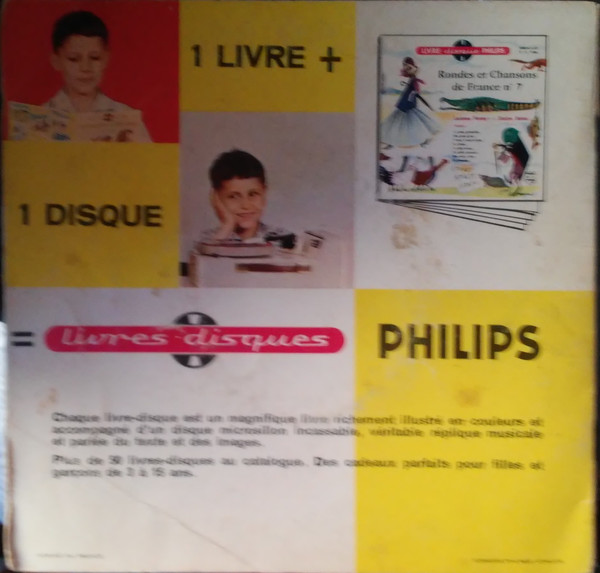 1 LIVRE +
LIVRE disques PHILIPS
Rondes et Chansons
de France n° 7
1 DISQUE
= livres-disques
PHILIPS
Chaque livre-disque est un magnifique livre richement illustré en couleurs et
accompagné d'un disque microsillon incassable, véritable réplique musicale
et parlée du texte et des images.
Plus de livres-disques au catalogue. Des cadeaux parfaits pour filles et
garçons de 3 à 15 ans.